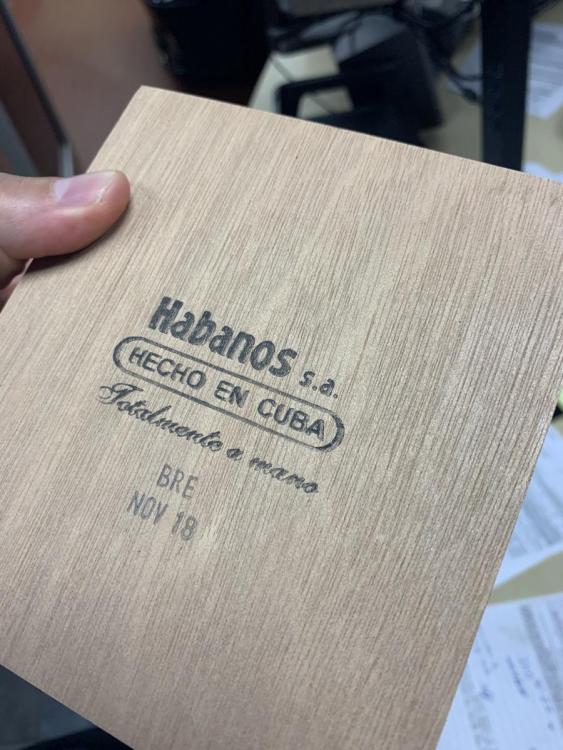 Habanos s.a.
HECHO EN CUBA
Totalmente a mano
BRE
NOV 18